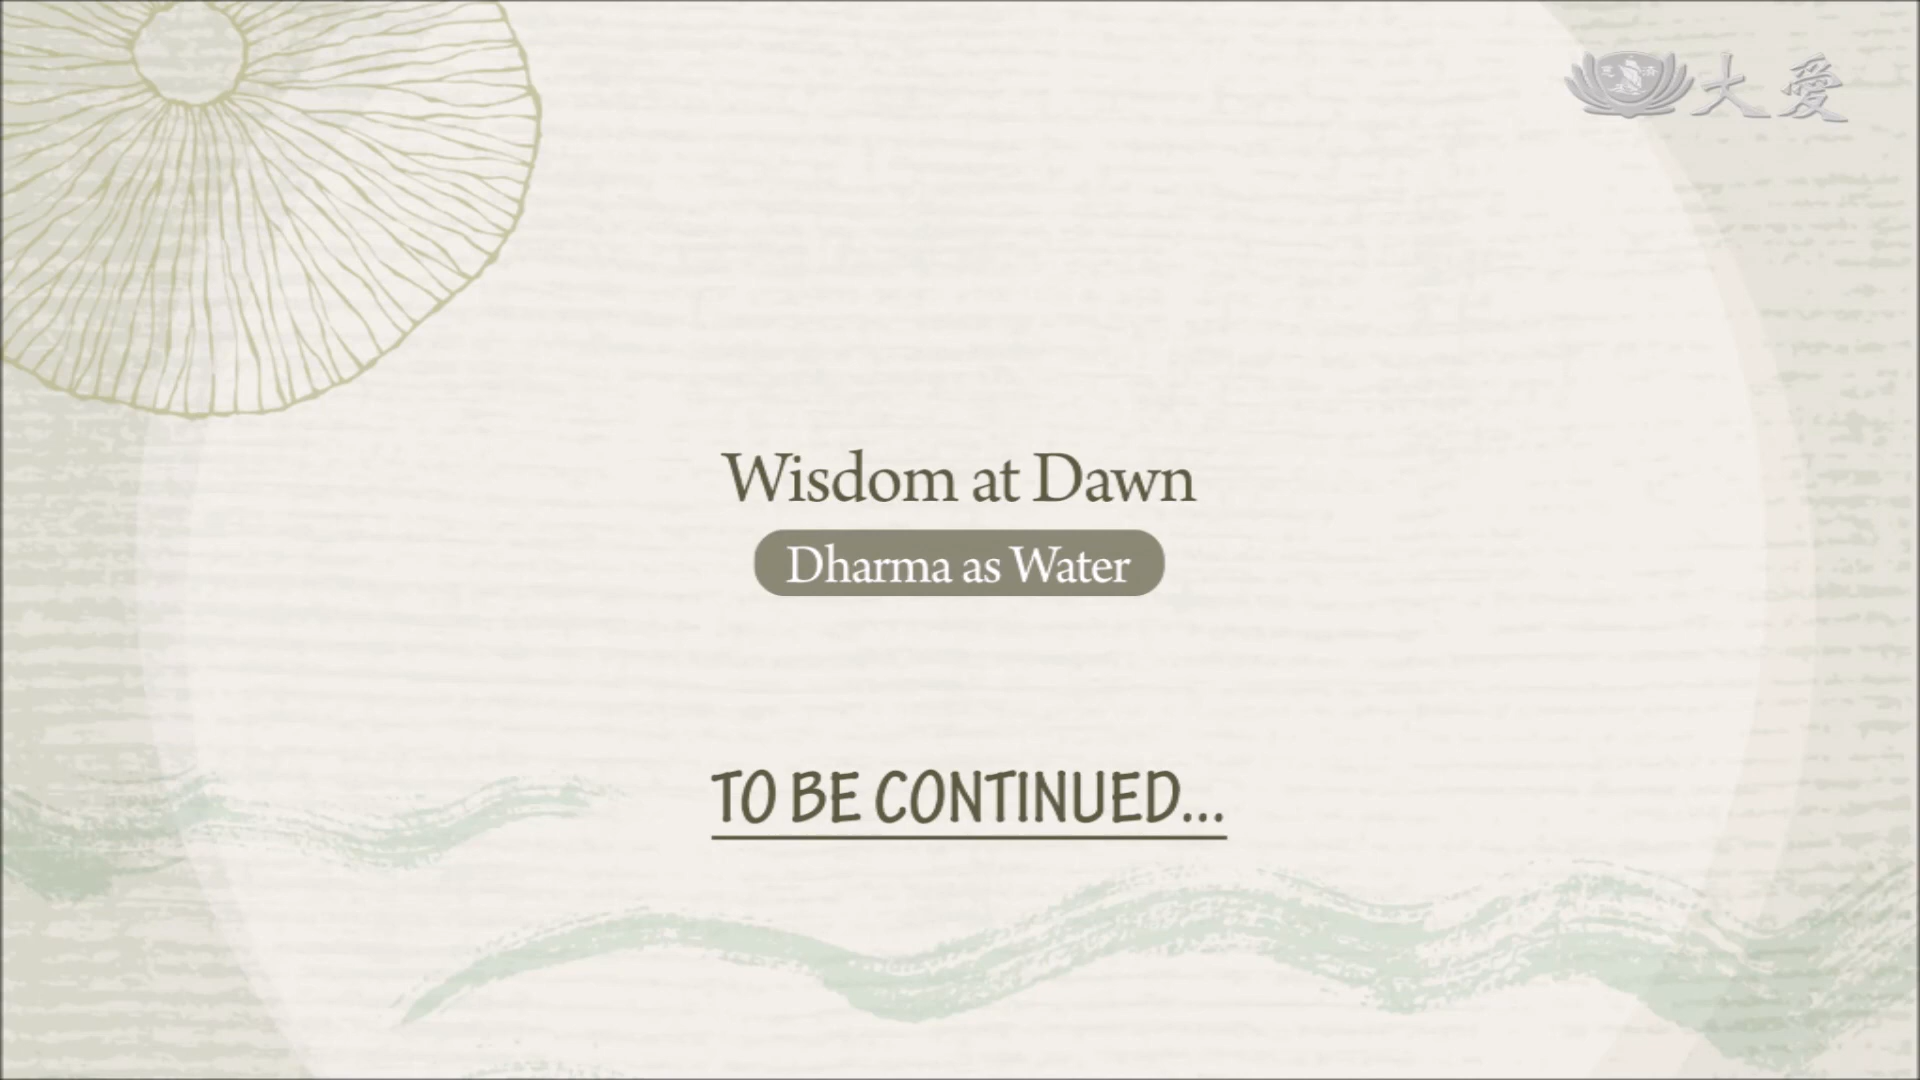 大愛
Wisdom at Dawn
Dharma as Water
TO BE CONTINUED...